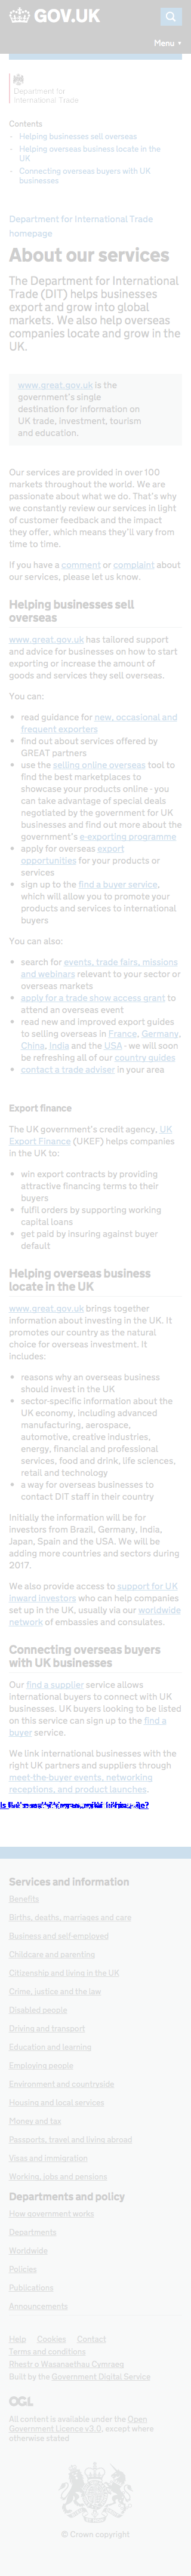 GOV.UK
Menu
Department for
International Trade
Contents
Helping businesses sell overseas
Helping overseas business locate in the
UK
Connecting overseas buyers with UK
businesses
Department for International Trade
homepage
About our services
The Department for International
Trade (DIT) helps businesses
export and grow into global
markets. We also help overseas
companies locate and grow in the
UK.
www.great.gov.uk is the
government's single
destination for information on
UK trade, investment, tourism
and education.
Our services are provided in over 100
markets throughout the world. We are
passionate about what we do. That's why
we constantly review our services in light
of customer feedback and the impact
they offer, which means they'll vary from
time to time.
If you have a comment or complaint about
our services, please let us know.
Helping businesses sell
overseas
www.great.gov.uk has tailored support
and advice for businesses on how to start
exporting or increase the amount of
goods and services they sell overseas.
You can:
read guidance for new, occasional and
frequent exporters
find out about services offered by
GREAT partners
use the selling online overseas tool to
find the best marketplaces to
showcase your products online - you
can also take advantage of special deals
negotiated by the government for UK
businesses and find out more about the
government's e-exporting programme
apply for overseas export
opportunities for your products or
services
sign up to the find a buyer service,
which will allow you to promote your
products and services to international
buyers
You can also:
search for events, trade fairs, missions
and webinars relevant to your sector or
overseas markets
apply for a trade show access grant to
attend an overseas event
read new and improved export guides
to selling to overseas countries
contact a trade adviser in your area
Export finance
The UK government's credit agency, UK
Export Finance (UKEF) helps companies
in the UK to:
win export contracts by providing
attractive financing terms to their
buyers
fulfil orders by supporting working
capital loans
get paid by insuring against buyer
default
Helping overseas business
locate in the UK
www.great.gov.uk brings together
information about investing in the UK. It
promotes our country as the natural
choice for overseas investment. It
includes:
reasons why an overseas business
should invest in the UK
sector-specific information about the
UK economy, including advanced
manufacturing, aerospace,
automotive, creative industries,
energy, financial and professional
services, food and drink, life sciences,
retail and technology
a way for overseas businesses to
contact DIT staff in their country
Initially the information will be for
investors from Brazil, Germany, India,
Japan, Spain and the USA. We will be
adding more countries and sectors during
2017.
We also provide access to support for UK
inward investors who can help companies
set up in the UK, usually via our worldwide
network of embassies and consulates.
Connecting overseas buyers
with UK businesses
Our find a supplier service allows
international buyers to connect with UK
businesses. UK buyers looking to be listed
on this service can sign up to the find a
buyer service.
We link international businesses with the
right UK partners and suppliers through
meet-the-buyer events, networking
receptions, and product launches.
Services and information
Benefits
Births, deaths, marriages and care
Business and self-employed
Childcare and parenting
Citizenship and living in the UK
Crime, justice and the law
Disabled people
Driving and transport
Education and learning
Employing people
Environment and countryside
Housing and local services
Money and tax
Passports, travel and living abroad
Visas and immigration
Working, jobs and pensions
Departments and policy
How government works
Departments
Worldwide
Policies
Publications
Announcements
Help Cookies Contact
Terms and conditions
Rhestr o Wasanaethau Cymraeg
Built by the Government Digital Service
OGL
All content is available under the Open
Government Licence v3.0, except where
otherwise stated
© Crown copyright